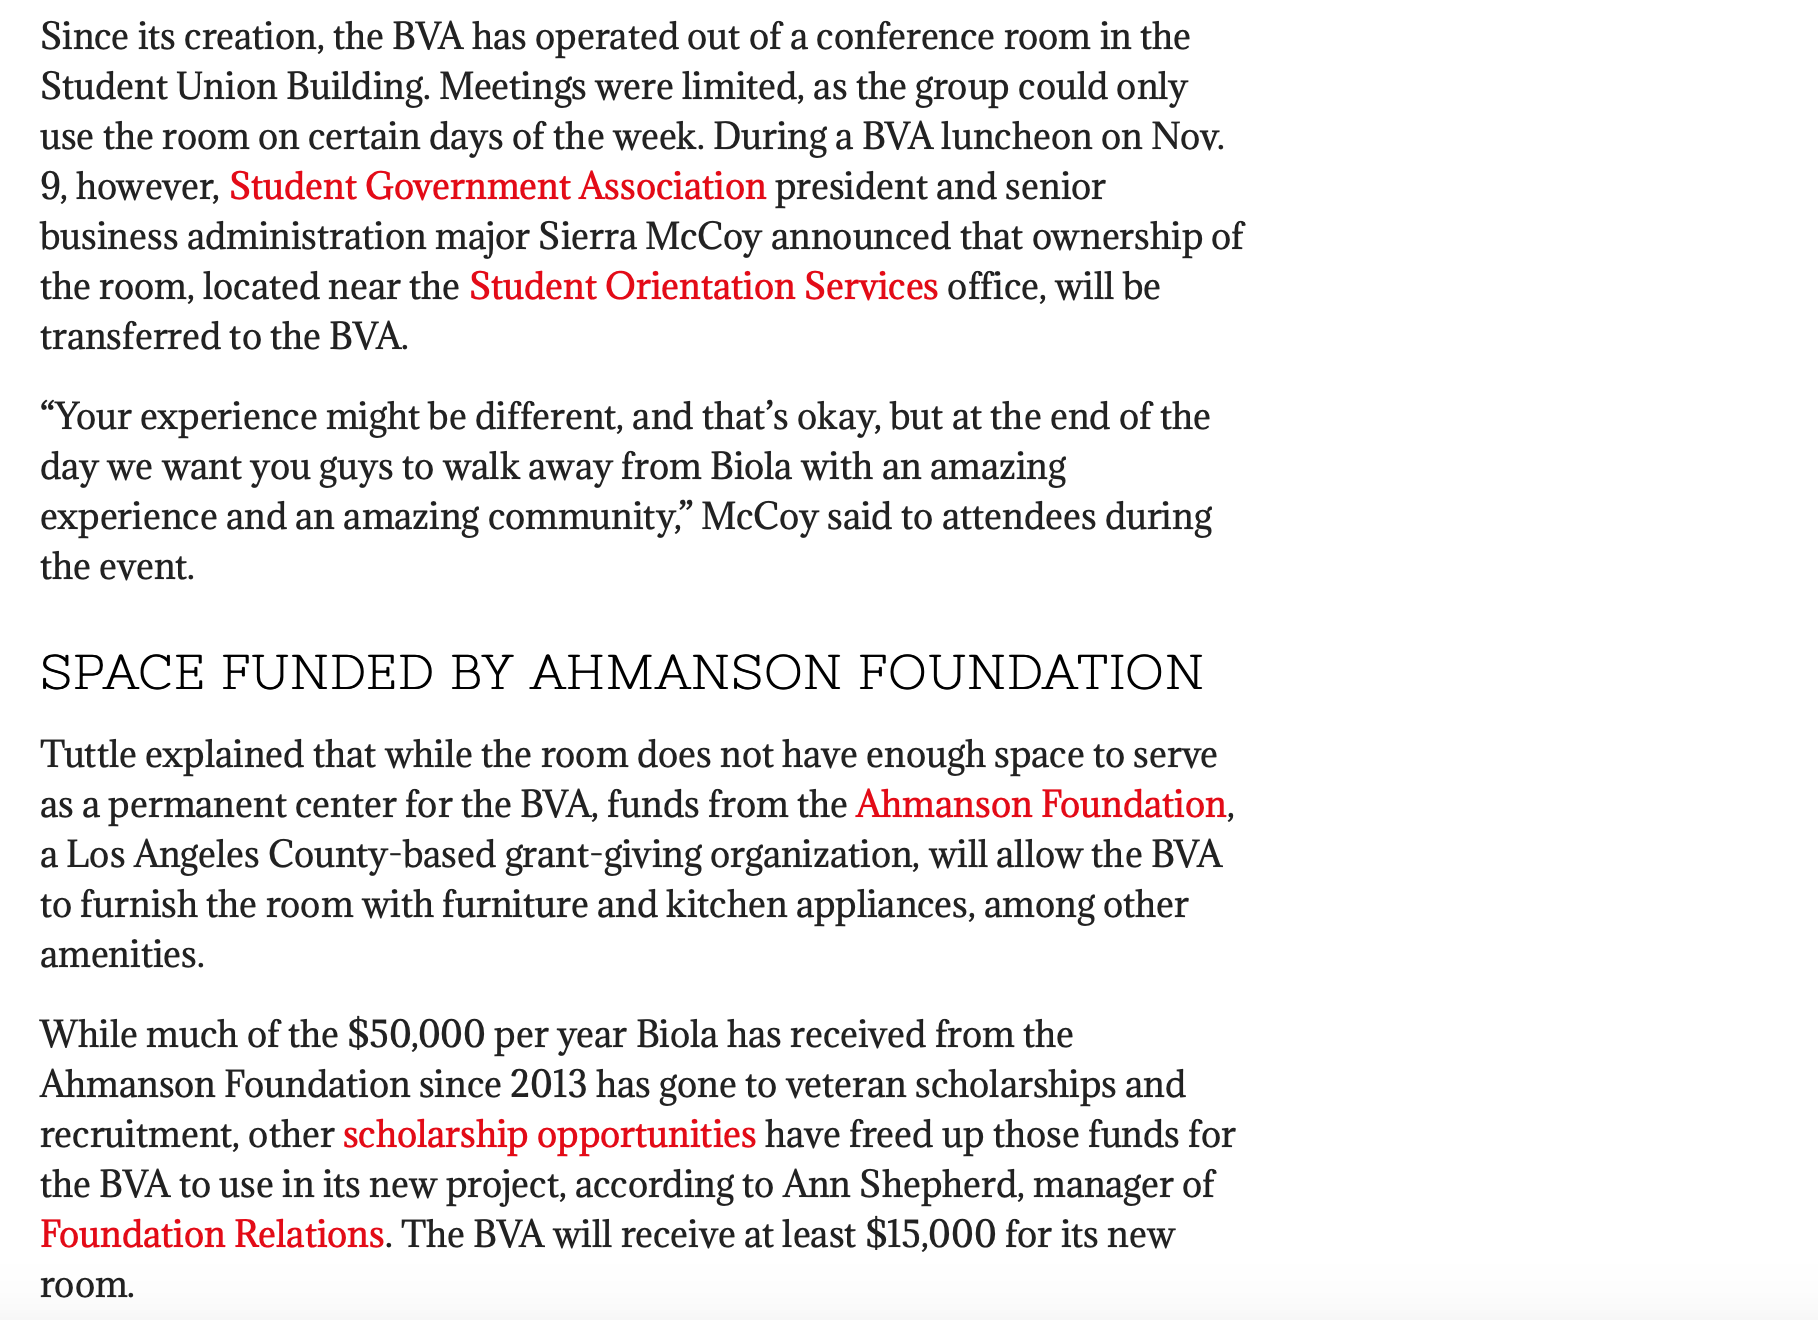 Since its creation, the BVA has operated out of a conference room in the
Student Union Building. Meetings were limited, as the group could only
use the room on certain days of the week. During a BVA luncheon on Nov.
9, however, Student Government Association president and senior
business administration major Sierra McCoy announced that ownership of
the room, located near the Student Orientation Services office, will be
transferred to the BVA.
“Your experience might be different, and that’s okay, but at the end of the
day we want you guys to walk away from Biola with an amazing
experience and an amazing community,” McCoy said to attendees during
the event.
SPACE FUNDED BY AHMANSON FOUNDATION
Tuttle explained that while the room does not have enough space to serve
as a permanent center for the BVA, funds from the Ahmanson Foundation,
a Los Angeles County-based grant-giving organization, will allow the BVA
to furnish the room with furniture and kitchen appliances, among other
amenities.
While much of the $50,000 per year Biola has received from the
Ahmanson Foundation since 2013 has gone to veteran scholarships and
recruitment, other scholarship opportunities have freed up those funds for
the BVA to use in its new project, according to Ann Shepherd, manager of
Foundation Relations. The BVA will receive at least $15,000 for its new
room.